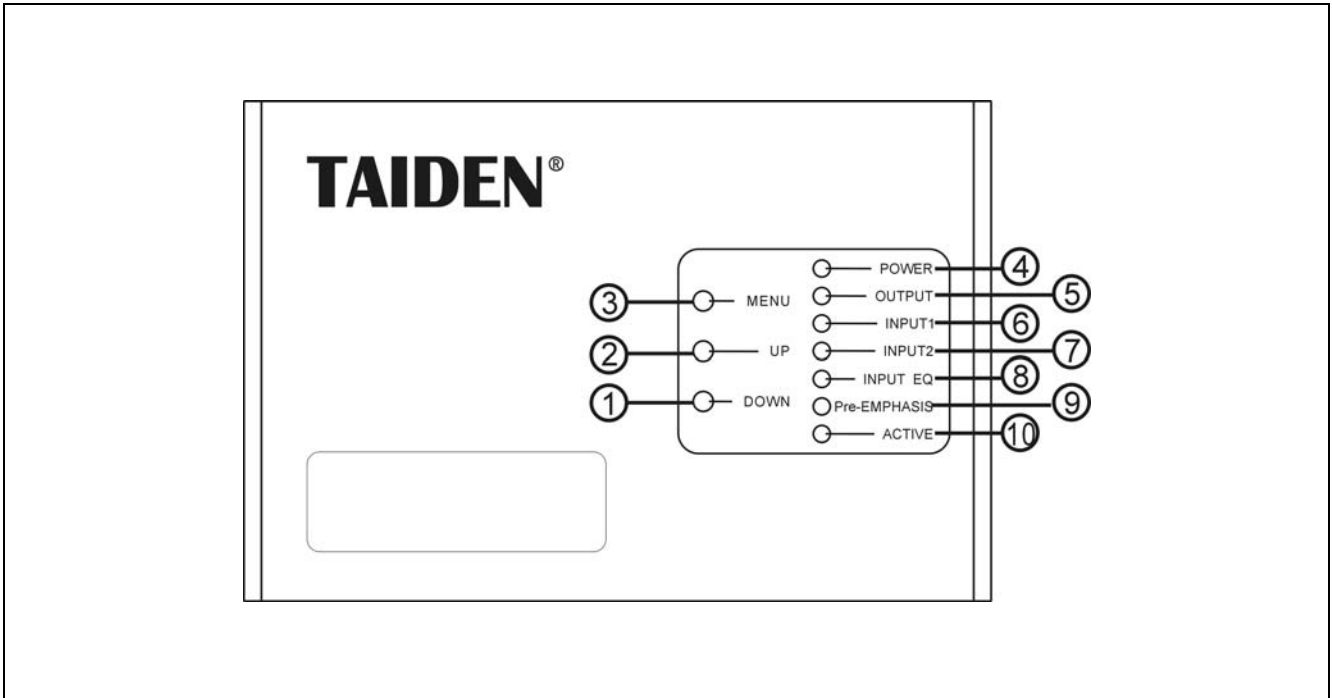 TAIDEN®
④ POWER
⑤ OUTPUT
③ MENU
⑥ INPUT1
② UP
⑦ INPUT2
⑧ INPUT EQ
① DOWN
⑨ Pre-EMPHASIS
⑩ ACTIVE